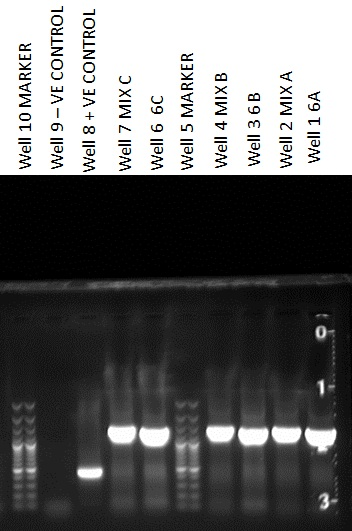 Well 10 MARKER
Well 9 – VE CONTROL
Well 8 + VE CONTROL
Well 7 MIX C
Well 6 6C
Well 5 MARKER
Well 4 MIX B
Well 3 6 B
Well 2 MIX A
Well 1 6A
0
1
3